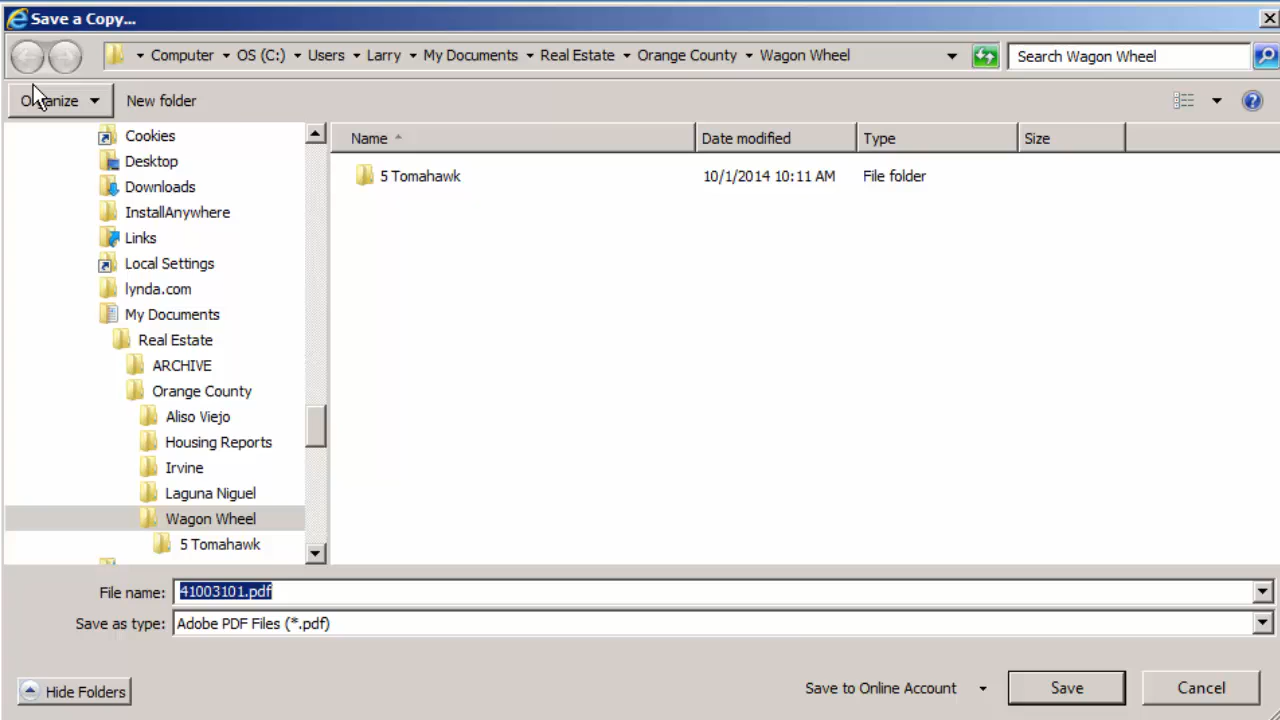 Save a Copy...
Computer OS (C:) Users Larry My Documents Real Estate Orange County Wagon Wheel Search Wagon Wheel
Organize New folder
Name Date modified Type Size
Cookies
Desktop
Downloads
InstallAnywhere
Links
Local Settings
lynda.com
My Documents
Real Estate
ARCHIVE
Orange County
Aliso Viejo
Housing Reports
Irvine
Laguna Niguel
Wagon Wheel
5 Tomahawk
5 Tomahawk 10/1/2014 10:11 AM File folder
File name: 41003101.pdf
Save as type: Adobe PDF Files (*.pdf)
Hide Folders Save to Online Account Save Cancel